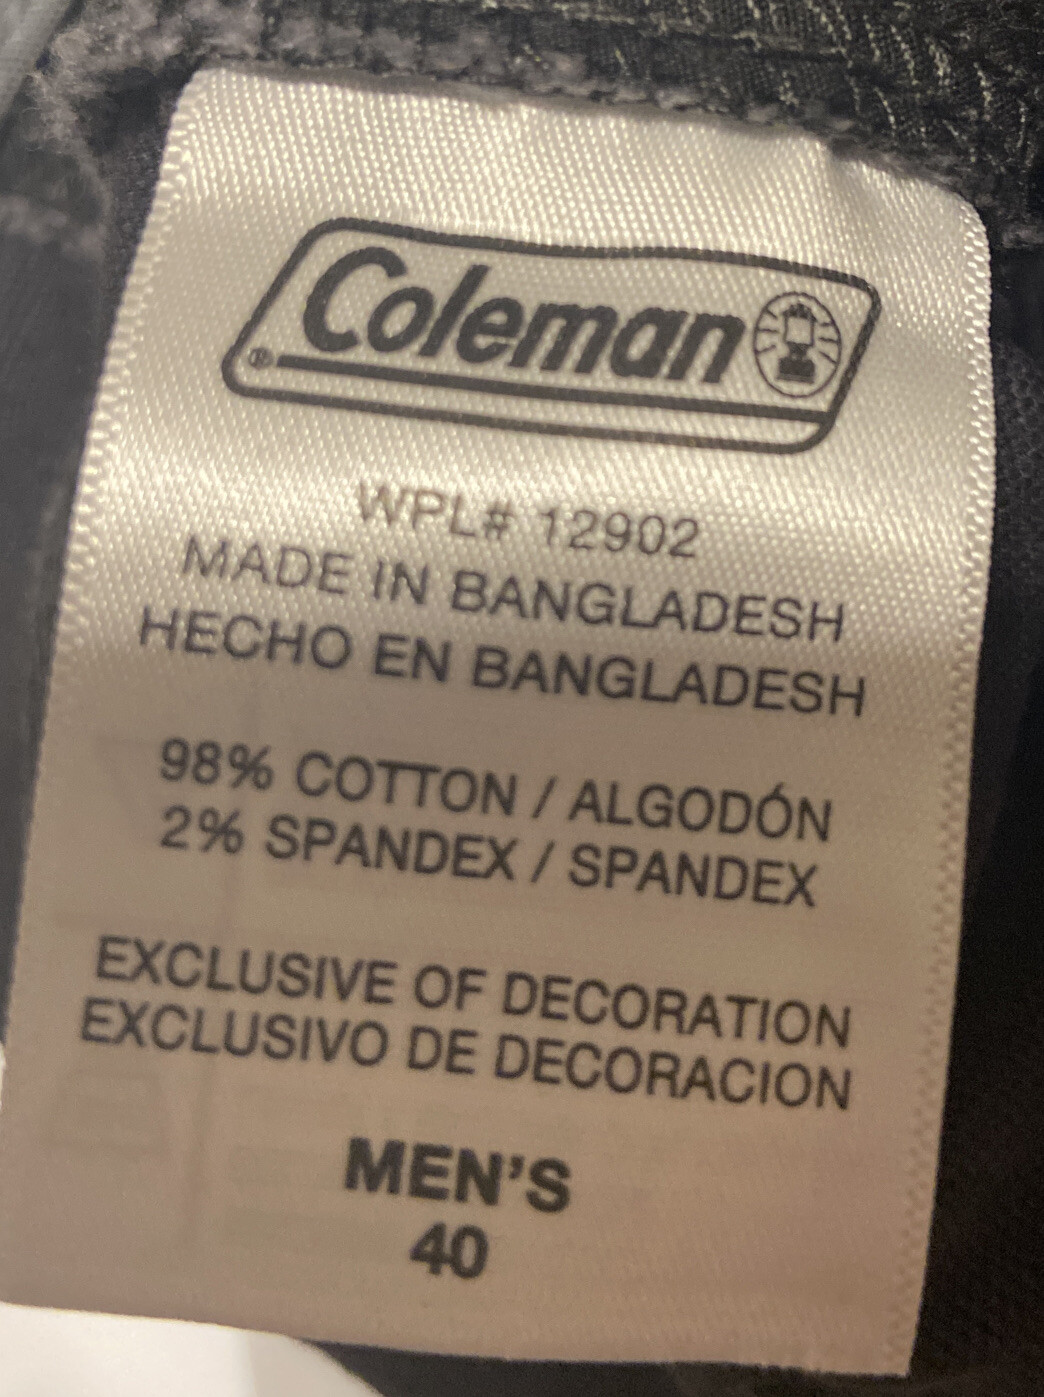 Coleman
®
WPL# 12902
MADE IN BANGLADESH
HECHO EN BANGLADESH
98% COTTON / ALGODÓN
2% SPANDEX / SPANDEX
EXCLUSIVE OF DECORATION
EXCLUSIVO DE DECORACION
MEN'S
40